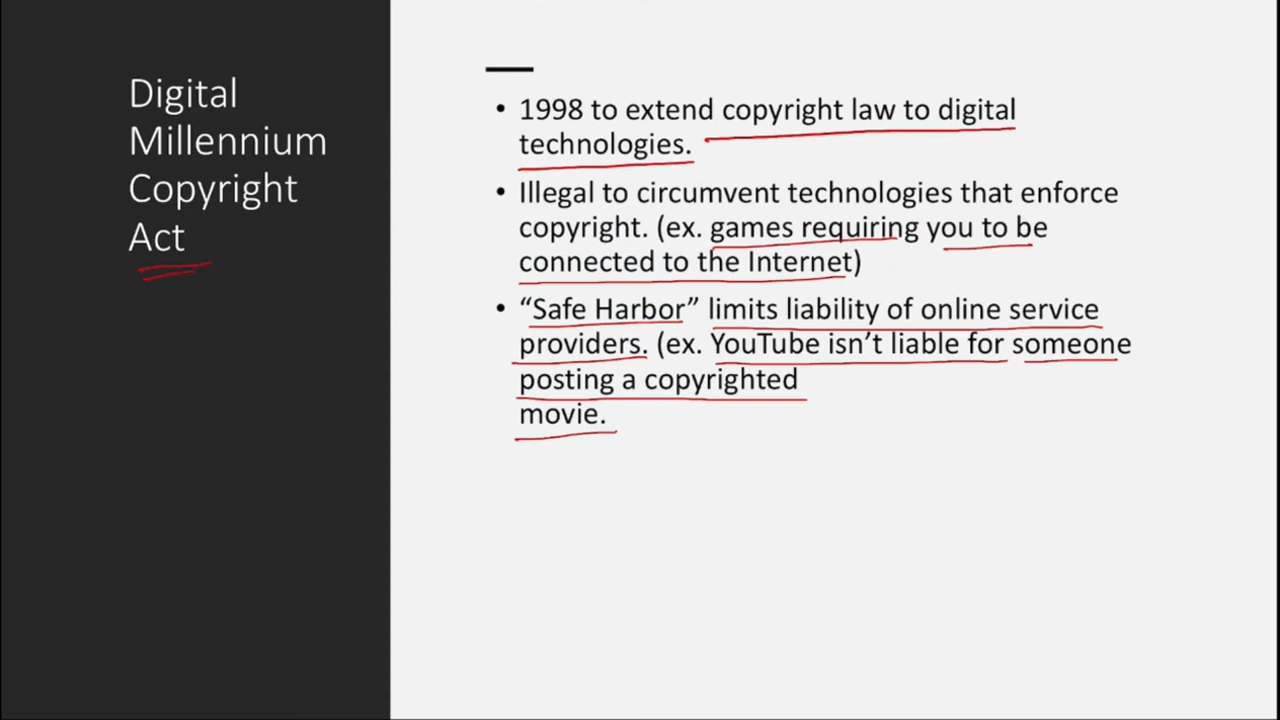 Digital
Millennium
Copyright
Act
• 1998 to extend copyright law to digital
technologies.
• Illegal to circumvent technologies that enforce
copyright. (ex. games requiring you to be
connected to the Internet)
• “Safe Harbor” limits liability of online service
providers. (ex. YouTube isn’t liable for someone
posting a copyrighted
movie.